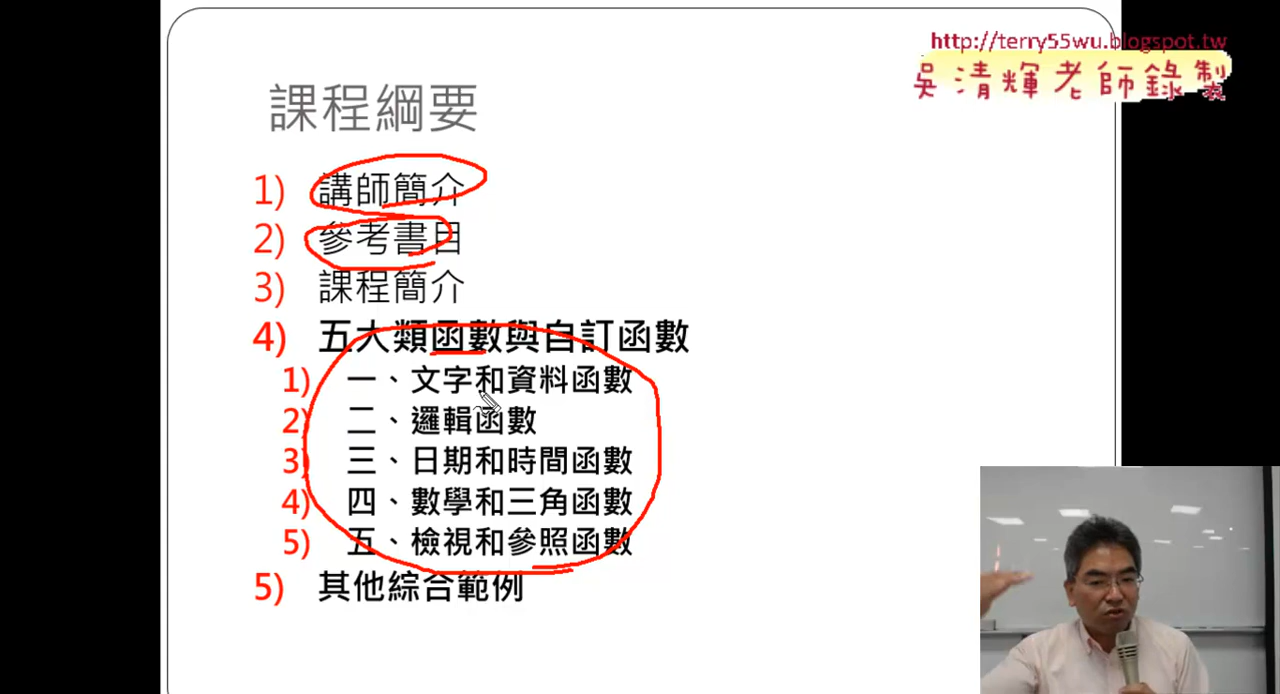 http://terry55wu.blogspot.tw
吳清輝老師錄製
課程綱要
1) 講師簡介
2) 參考書目
3) 課程簡介
4) 五大類函數與自訂函數
1) 一、文字和資料函數
2) 二、邏輯函數
3) 三、日期和時間函數
4) 四、數學和三角函數
5) 五、檢視和參照函數
5) 其他綜合範例